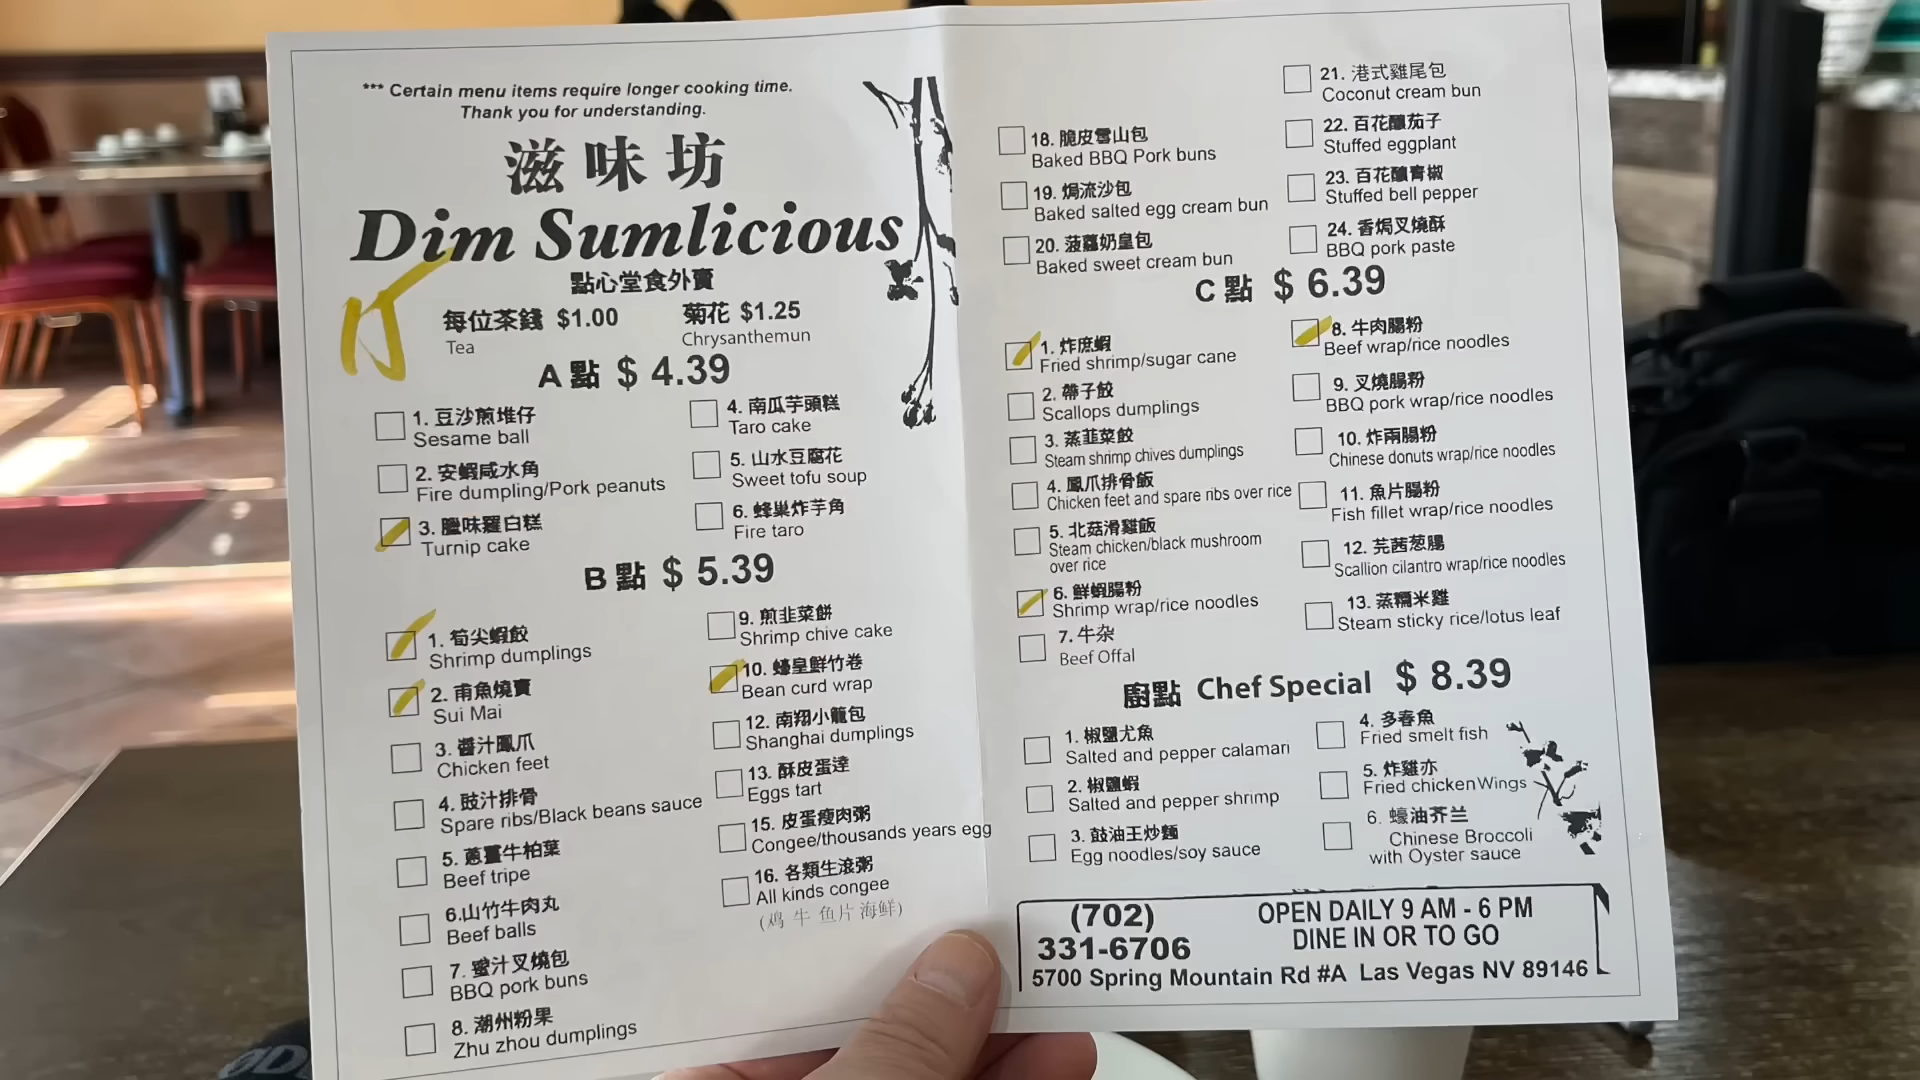 *** Certain menu items require longer cooking time.
Thank you for understanding.
滋味坊
Dim Sumlicious
點心堂食外賣
每位茶錢 $1.00
Tea
菊花 $1.25
Chrysanthemun
A 點 $ 4.39
1. 豆沙煎堆仔
Sesame ball
2. 安蝦咸水角
Fire dumpling/Pork peanuts
3. 臘味蘿白糕
Turnip cake
4. 南瓜芋頭糕
Taro cake
5. 山水豆腐花
Sweet tofu soup
6. 蜂巢炸芋角
Fire taro
B 點 $ 5.39
1. 筍尖蝦餃
Shrimp dumplings
2. 甫魚燒賣
Sui Mai
3. 醬汁鳳爪
Chicken feet
4. 豉汁排骨
Spare ribs/Black beans sauce
5. 蔥薑牛柏葉
Beef tripe
6.山竹牛肉丸
Beef balls
7. 蜜汁叉燒包
BBQ pork buns
8. 潮州粉果
Zhu zhou dumplings
9. 煎韭菜餅
Shrimp chive cake
10. 蠔皇鮮竹卷
Bean curd wrap
12. 南翔小籠包
Shanghai dumplings
13. 酥皮蛋達
Eggs tart
15. 皮蛋瘦肉粥
Congee/thousands years egg
16. 各類生滾粥
All kinds congee
(鸡 牛 鱼片 海鲜)
18. 脆皮雪山包
Baked BBQ Pork buns
19. 焗流沙包
Baked salted egg cream bun
20. 菠蘿奶皇包
Baked sweet cream bun
21. 港式雞尾包
Coconut cream bun
22. 百花釀茄子
Stuffed eggplant
23. 百花釀青椒
Stuffed bell pepper
24. 香焗叉燒酥
BBQ pork paste
C 點 $ 6.39
1. 炸庶蝦
Fried shrimp/sugar cane
2. 帶子餃
Scallops dumplings
3. 蒸韮菜餃
Steam shrimp chives dumplings
4. 鳳爪排骨飯
Chicken feet and spare ribs over rice
5. 北菇滑雞飯
Steam chicken/black mushroom
over rice
6. 鮮蝦腸粉
Shrimp wrap/rice noodles
7. 牛杂
Beef Offal
8. 牛肉腸粉
Beef wrap/rice noodles
9. 叉燒腸粉
BBQ pork wrap/rice noodles
10. 炸兩腸粉
Chinese donuts wrap/rice noodles
11. 魚片腸粉
Fish fillet wrap/rice noodles
12. 芫茜葱腸
Scallion cilantro wrap/rice noodles
13. 蒸糯米雞
Steam sticky rice/lotus leaf
廚點 Chef Special $ 8.39
1. 椒鹽尤魚
Salted and pepper calamari
2. 椒鹽蝦
Salted and pepper shrimp
3. 鼓油王炒麵
Egg noodles/soy sauce
4. 多春魚
Fried smelt fish
5. 炸雞亦
Fried chicken Wings
6. 蠔油芥兰
Chinese Broccoli
with Oyster sauce
(702)
331-6706
OPEN DAILY 9 AM - 6 PM
DINE IN OR TO GO
5700 Spring Mountain Rd #A Las Vegas NV 89146